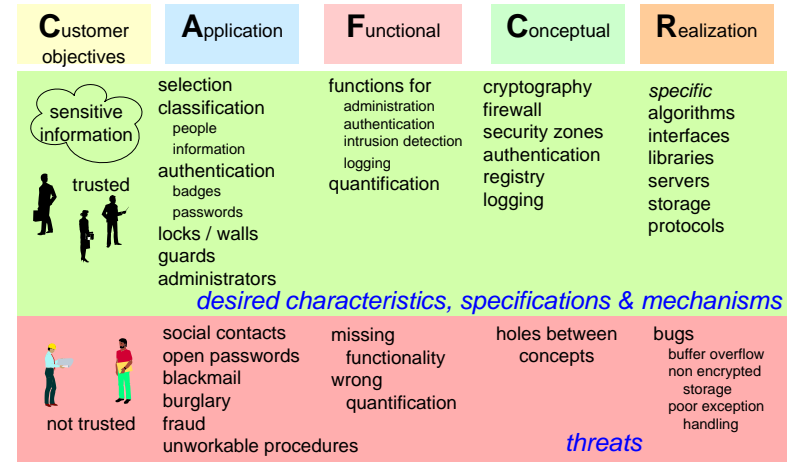 Customer
objectives
Application
Functional
Conceptual
Realization
sensitive
information
trusted
selection
classification
people
information
authentication
badges
passwords
locks / walls
guards
administrators
functions for
administration
authentication
intrusion detection
logging
quantification
cryptography
firewall
security zones
authentication
registry
logging
specific
algorithms
interfaces
libraries
servers
storage
protocols
desired characteristics, specifications & mechanisms
not trusted
social contacts
open passwords
blackmail
burglary
fraud
unworkable procedures
missing
functionality
wrong
quantification
holes between
concepts
bugs
buffer overflow
non encrypted
storage
poor exception
handling
threats